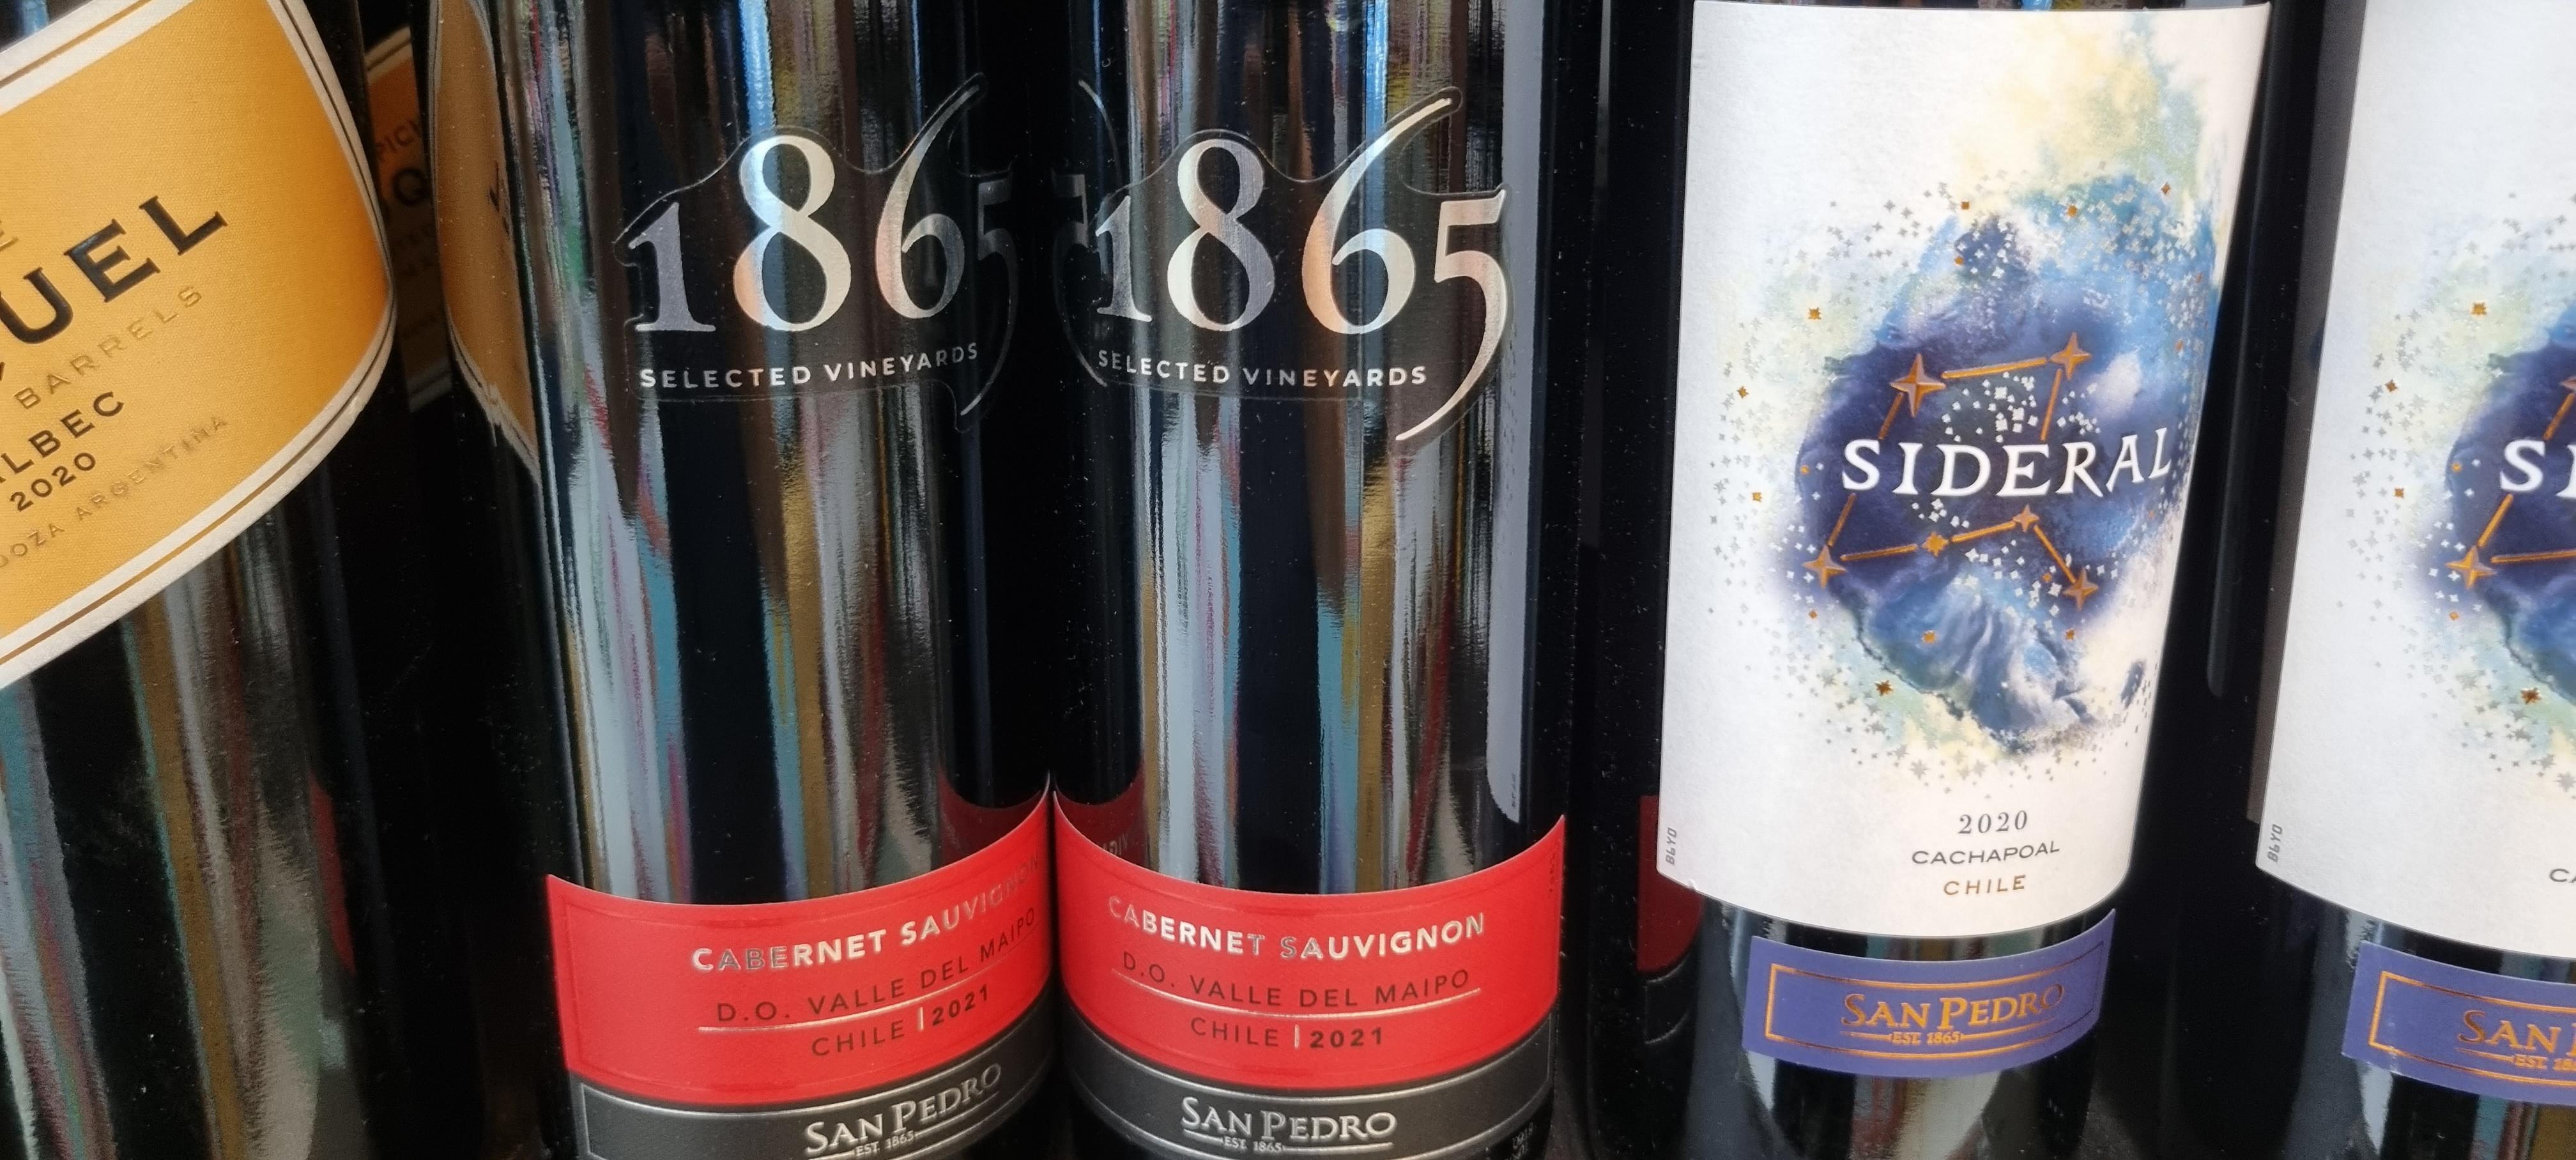 UEL
BARRELS
2020
ARGENTINA
1865
SELECTED VINEYARDS
CABERNET SAUVIGNON
D.O. VALLE DEL MAIPO
CHILE | 2021
SAN PEDRO
EST. 1865
1865
SELECTED VINEYARDS
CABERNET SAUVIGNON
D.O. VALLE DEL MAIPO
CHILE | 2021
SAN PEDRO
EST. 1865
SIDERAL
2020
CACHAPOAL
CHILE
SAN PEDRO
EST. 1865
SAN
EST.